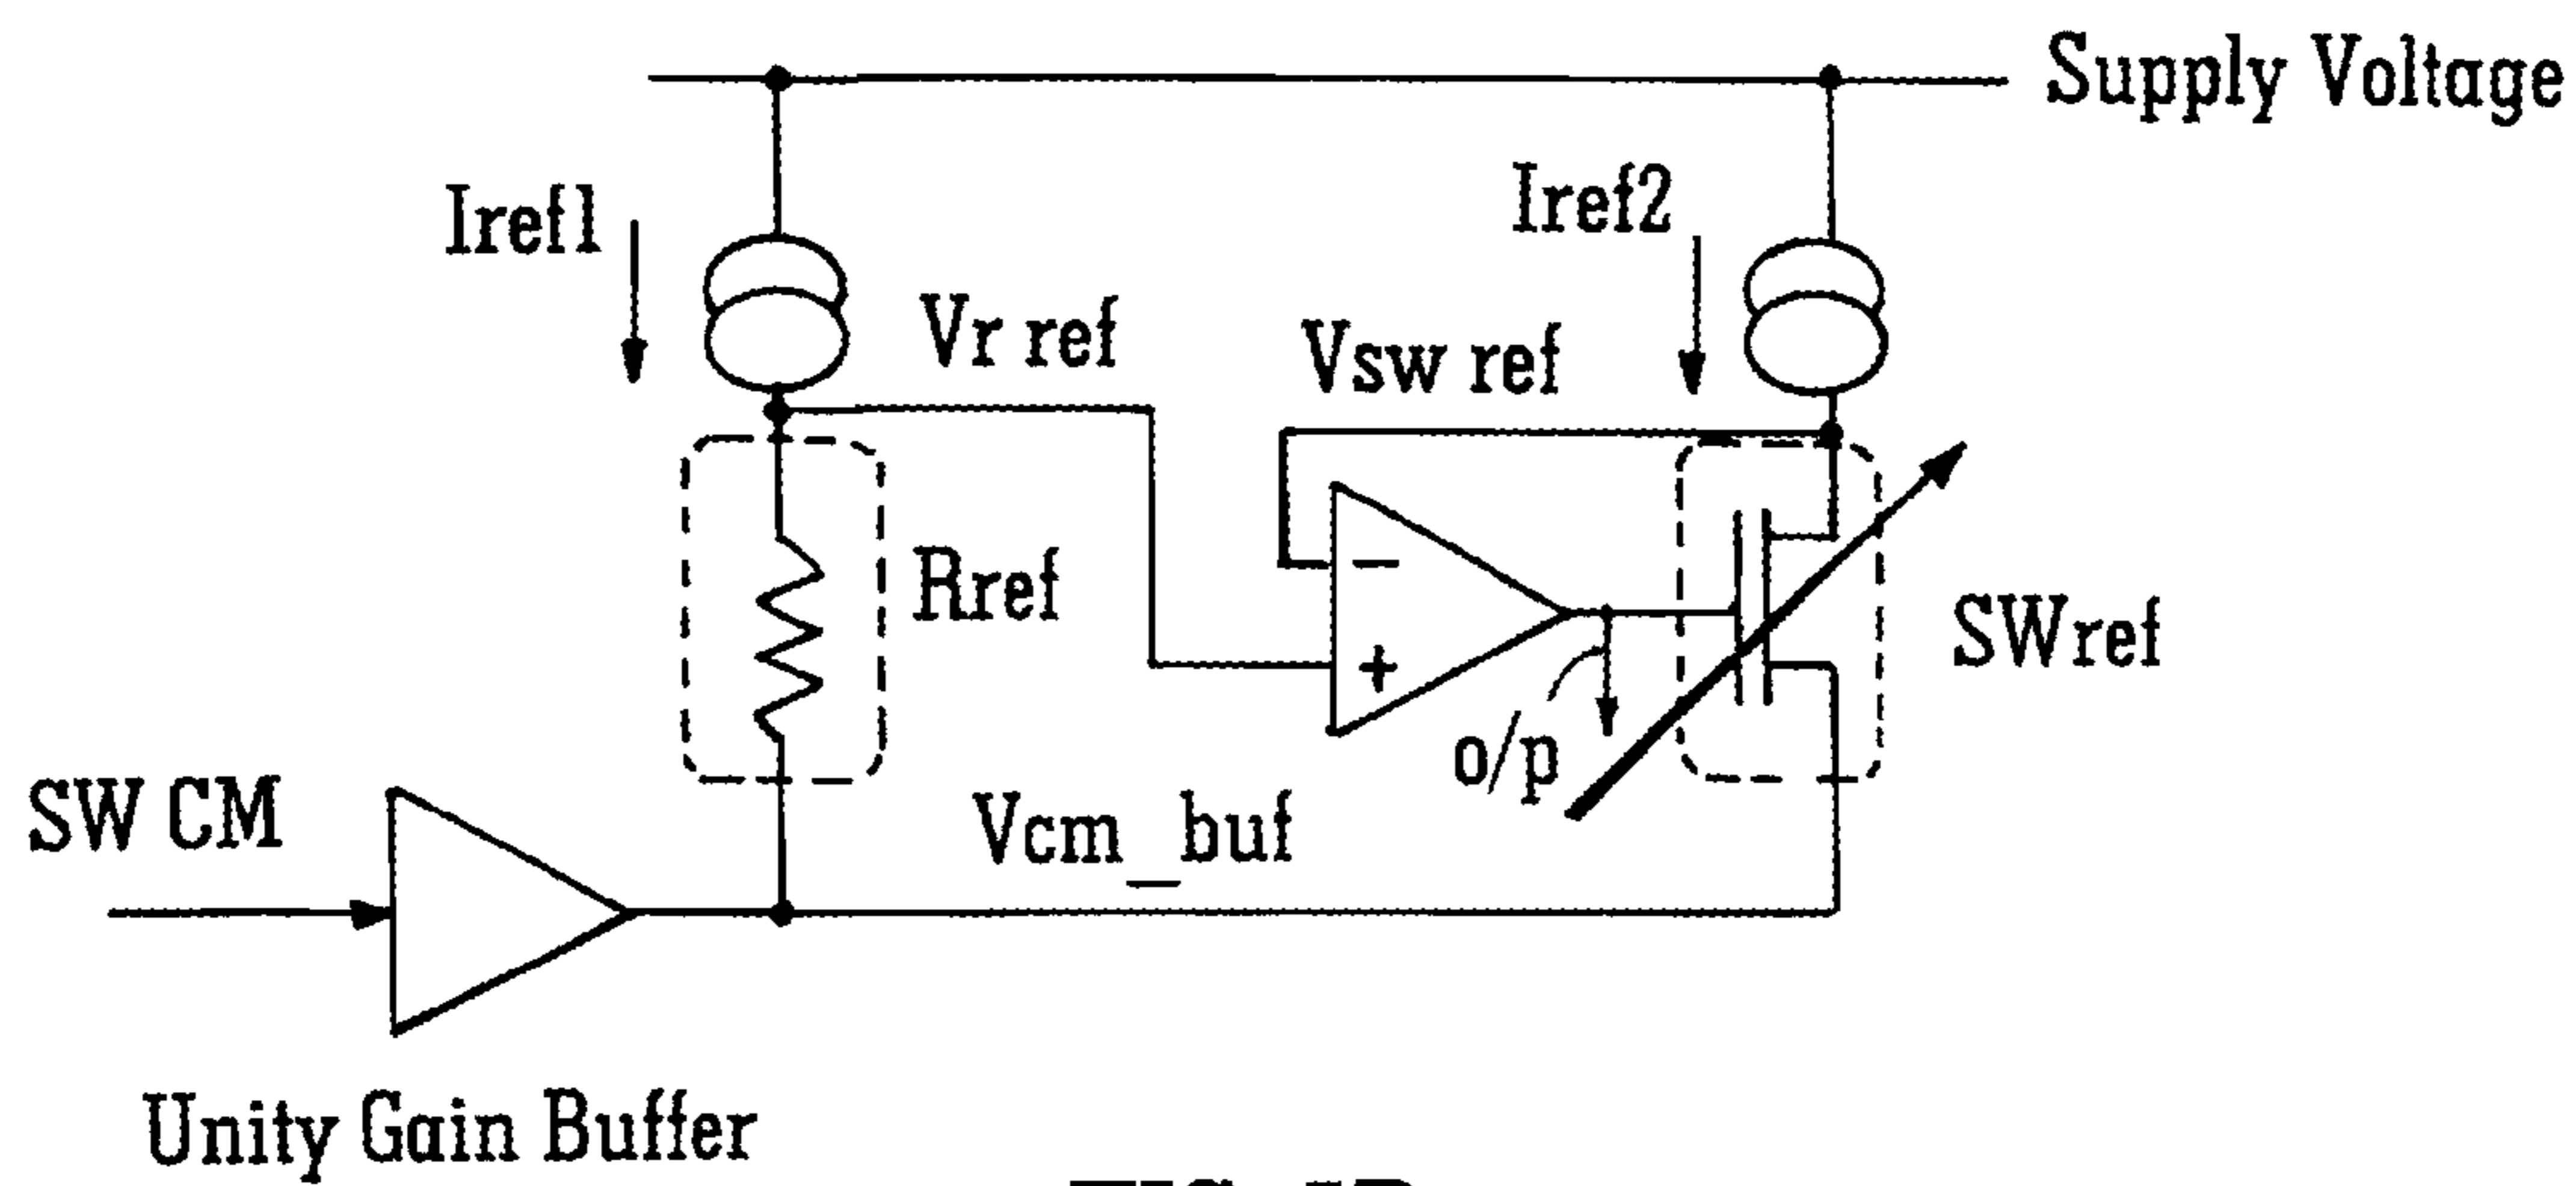 Supply Voltage
Iref1
Iref2
Vr ref
Vsw ref
−
Rref
+
SWref
o/p
SW CM
Vcm_buf
Unity Gain Buffer